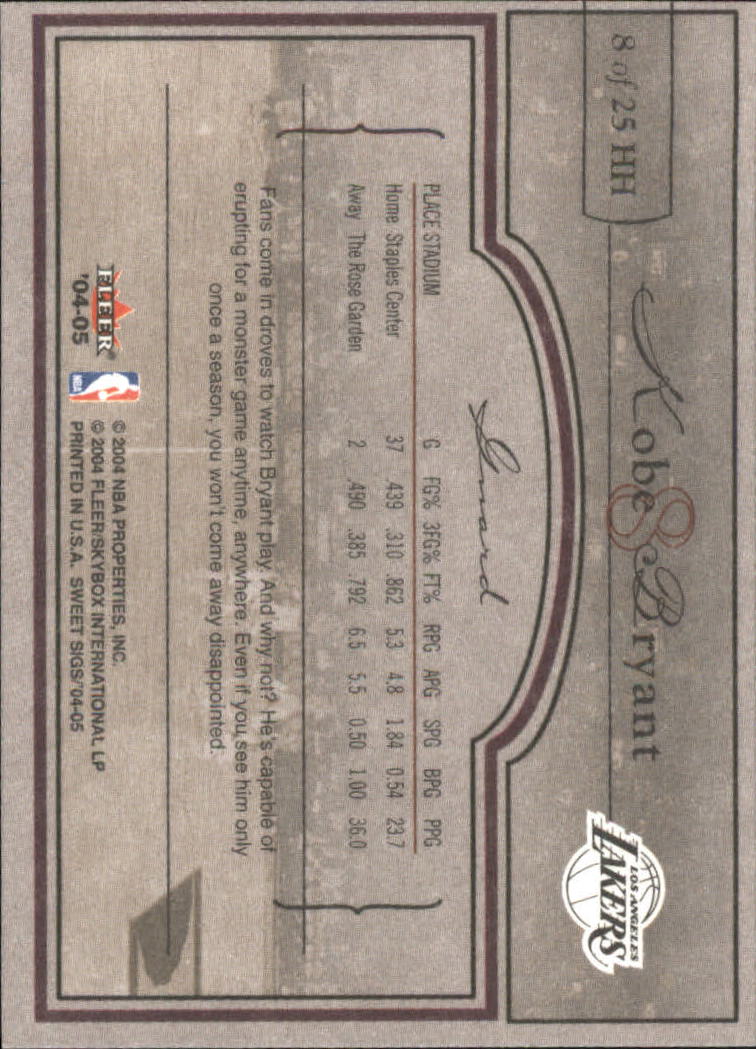 8 of 25 HH
Kobe 8 Bryant
LOS ANGELES
LAKERS
Guard
PLACE STADIUM G FG% 3FG% FT% RPG APG SPG BPG PPG
Home Staples Center 37 .439 .310 .862 5.3 4.8 1.84 0.54 23.7
Away The Rose Garden 2 .490 .385 .792 6.5 5.5 0.50 1.00 36.0
Fans come in droves to watch Bryant play. And why not? He's capable of
erupting for a monster game anytime, anywhere. Even if you see him only
once a season, you won't come away disappointed.
FLEER
'04-05
NBA
© 2004 NBA PROPERTIES, INC.
© 2004 FLEER/SKYBOX INTERNATIONAL LP
PRINTED IN U.S.A. SWEET SIGS/'04-05